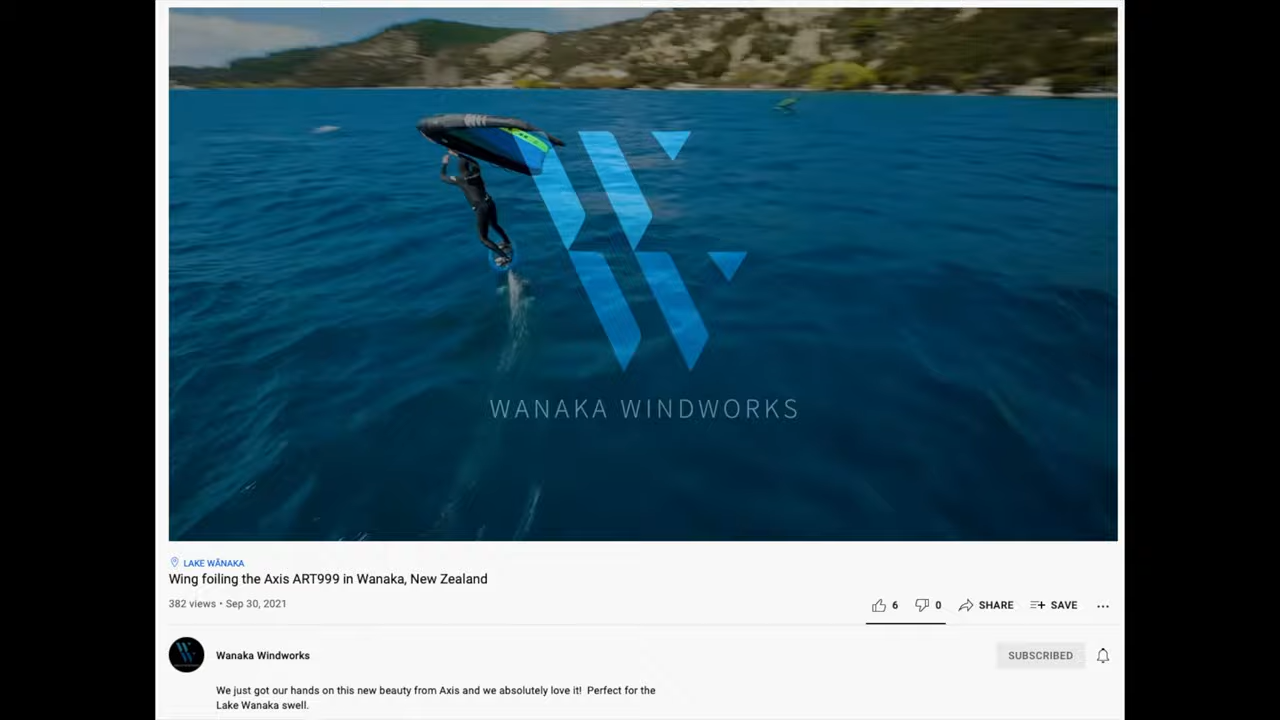 WANAKA WINDWORKS
LAKE WĀNAKA
Wing foiling the Axis ART999 in Wanaka, New Zealand
382 views • Sep 30, 2021
6 0 SHARE SAVE
Wanaka Windworks
SUBSCRIBED
We just got our hands on this new beauty from Axis and we absolutely love it! Perfect for the
Lake Wanaka swell.